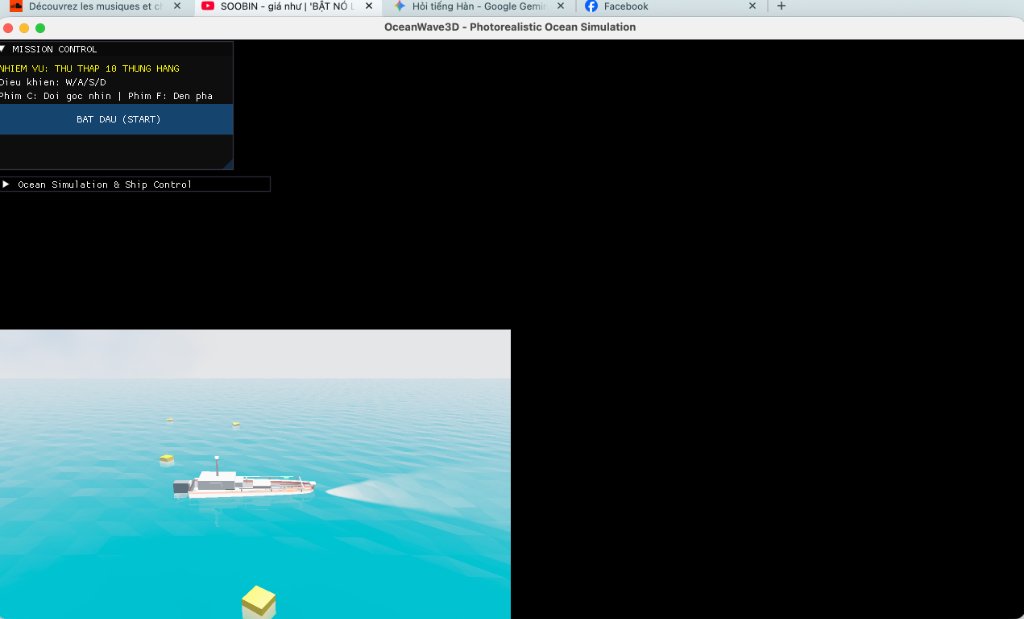 Découvrez les musiques et ch
SOOBIN - giá như | 'BẬT NÓ L
Hỏi tiếng Hàn - Google Gemin
Facebook
OceanWave3D - Photorealistic Ocean Simulation
MISSION CONTROL
NHIEM VU: THU THAP 10 THUNG HANG
Dieu khien: W/A/S/D
Phim C: Doi goc nhin | Phim F: Den pha
BAT DAU (START)
Ocean Simulation & Ship Control